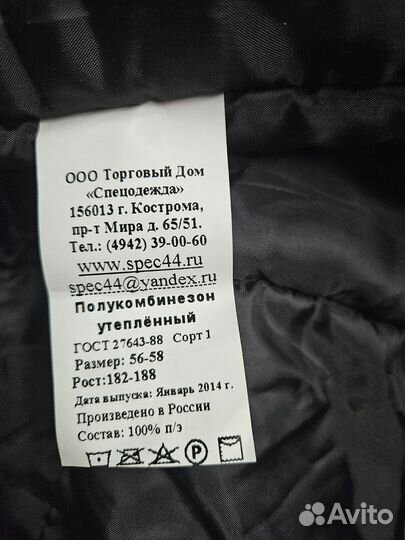 ООО Торговый Дом
«Спецодежда»
156013 г. Кострома,
пр-т Мира д. 65/51.
Тел.: (4942) 39-00-60
www.spec44.ru
spec44@yandex.ru
Полукомбинезон
утеплённый
ГОСТ 27643-88 Сорт 1
Размер: 56-58
Рост:182-188
Дата выпуска: Январь 2014 г.
Произведено в России
Состав: 100% п/э
P
Avito